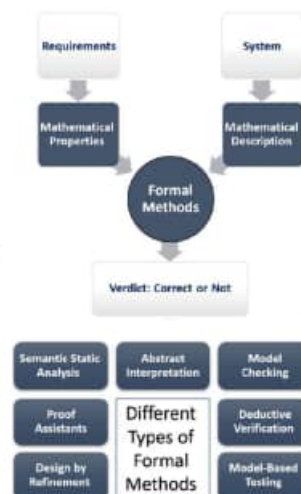 Requirements
System
Mathematical
Properties
Mathematical
Description
Formal
Methods
Verdict: Correct or Not
Semantic Static
Analysis
Abstract
Interpretation
Model
Checking
Proof
Assistants
Different
Types of
Formal
Methods
Deductive
Verification
Design by
Refinement
Model-Based
Testing